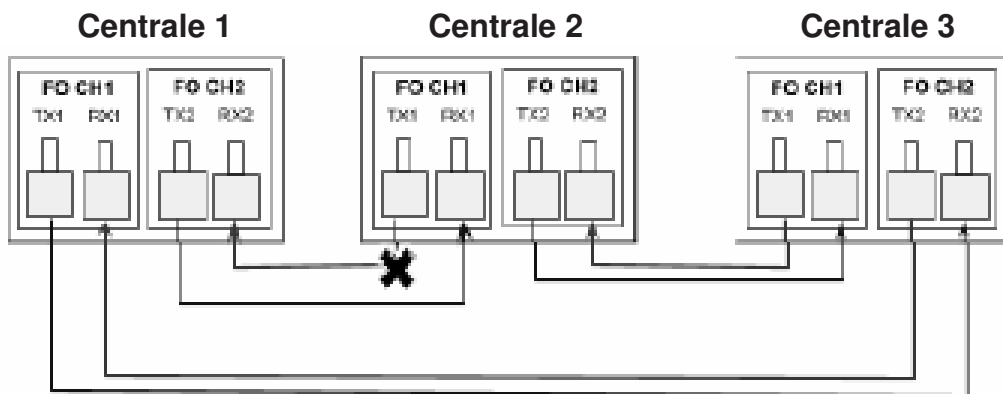 Centrale 1 Centrale 2 Centrale 3
FO CH1 FO CH2 FO CH1 FO CH2 FO CH1 FO CH2
TX1 RX1 TX2 RX2 TX1 RX1 TX2 RX2 TX1 RX1 TX2 RX2